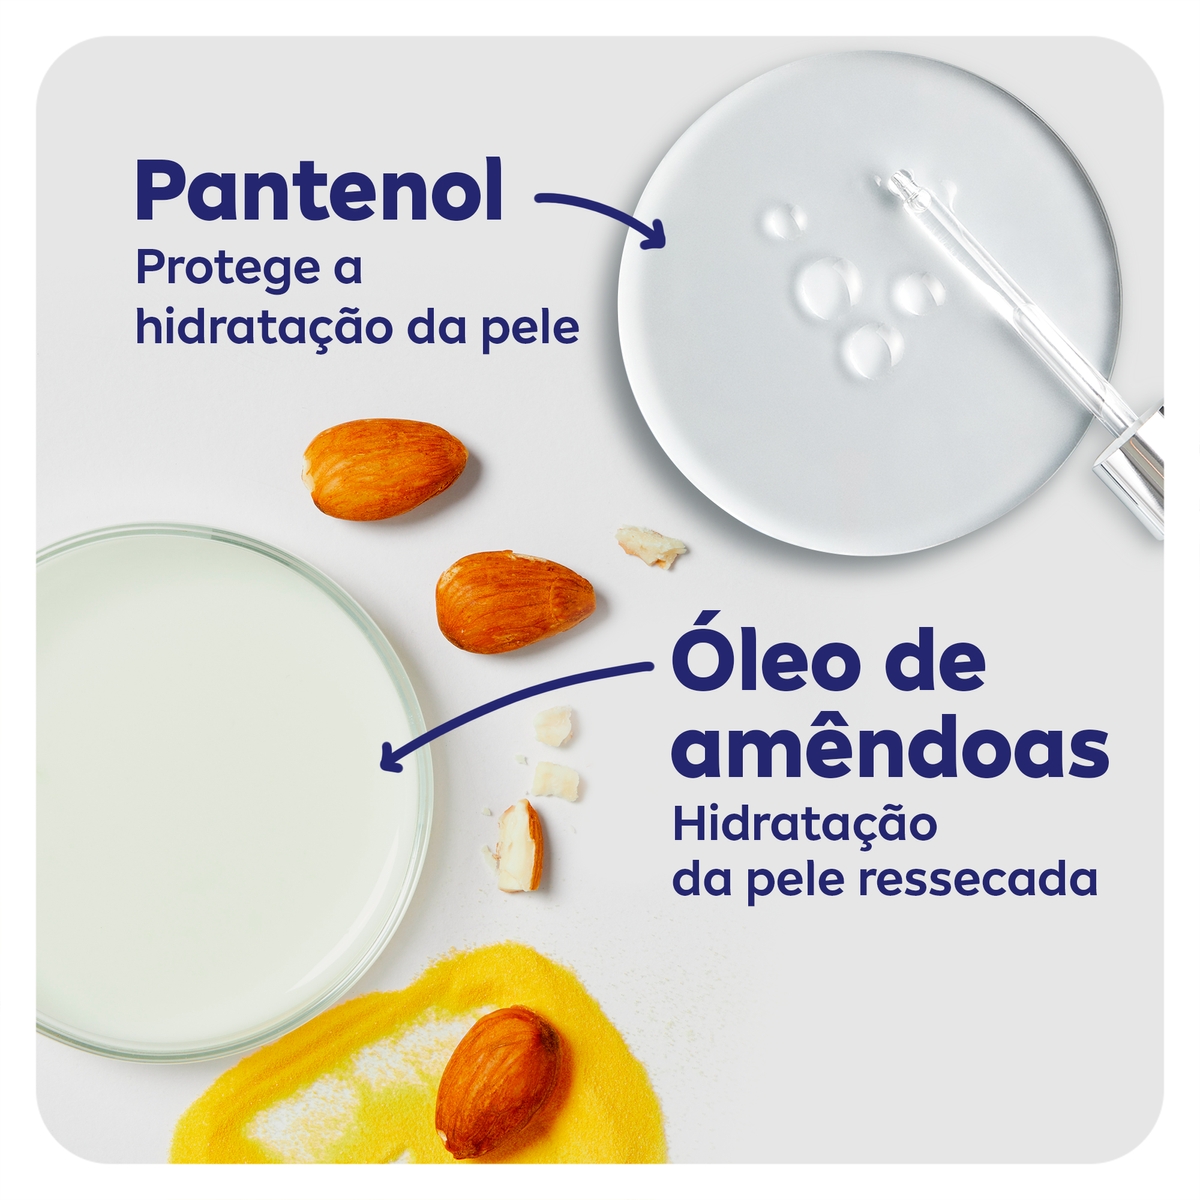 Pantenol
Protege a
hidratação da pele
Óleo de
amêndoas
Hidratação
da pele ressecada